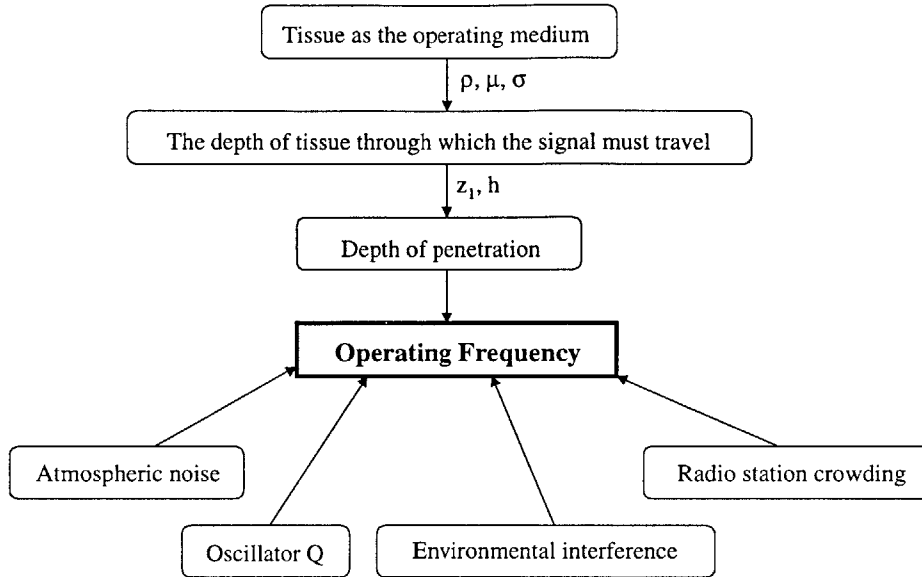 Tissue as the operating medium
ρ, μ, σ
The depth of tissue through which the signal must travel
z₁, h
Depth of penetration
Operating Frequency
Atmospheric noise
Radio station crowding
Oscillator Q
Environmental interference